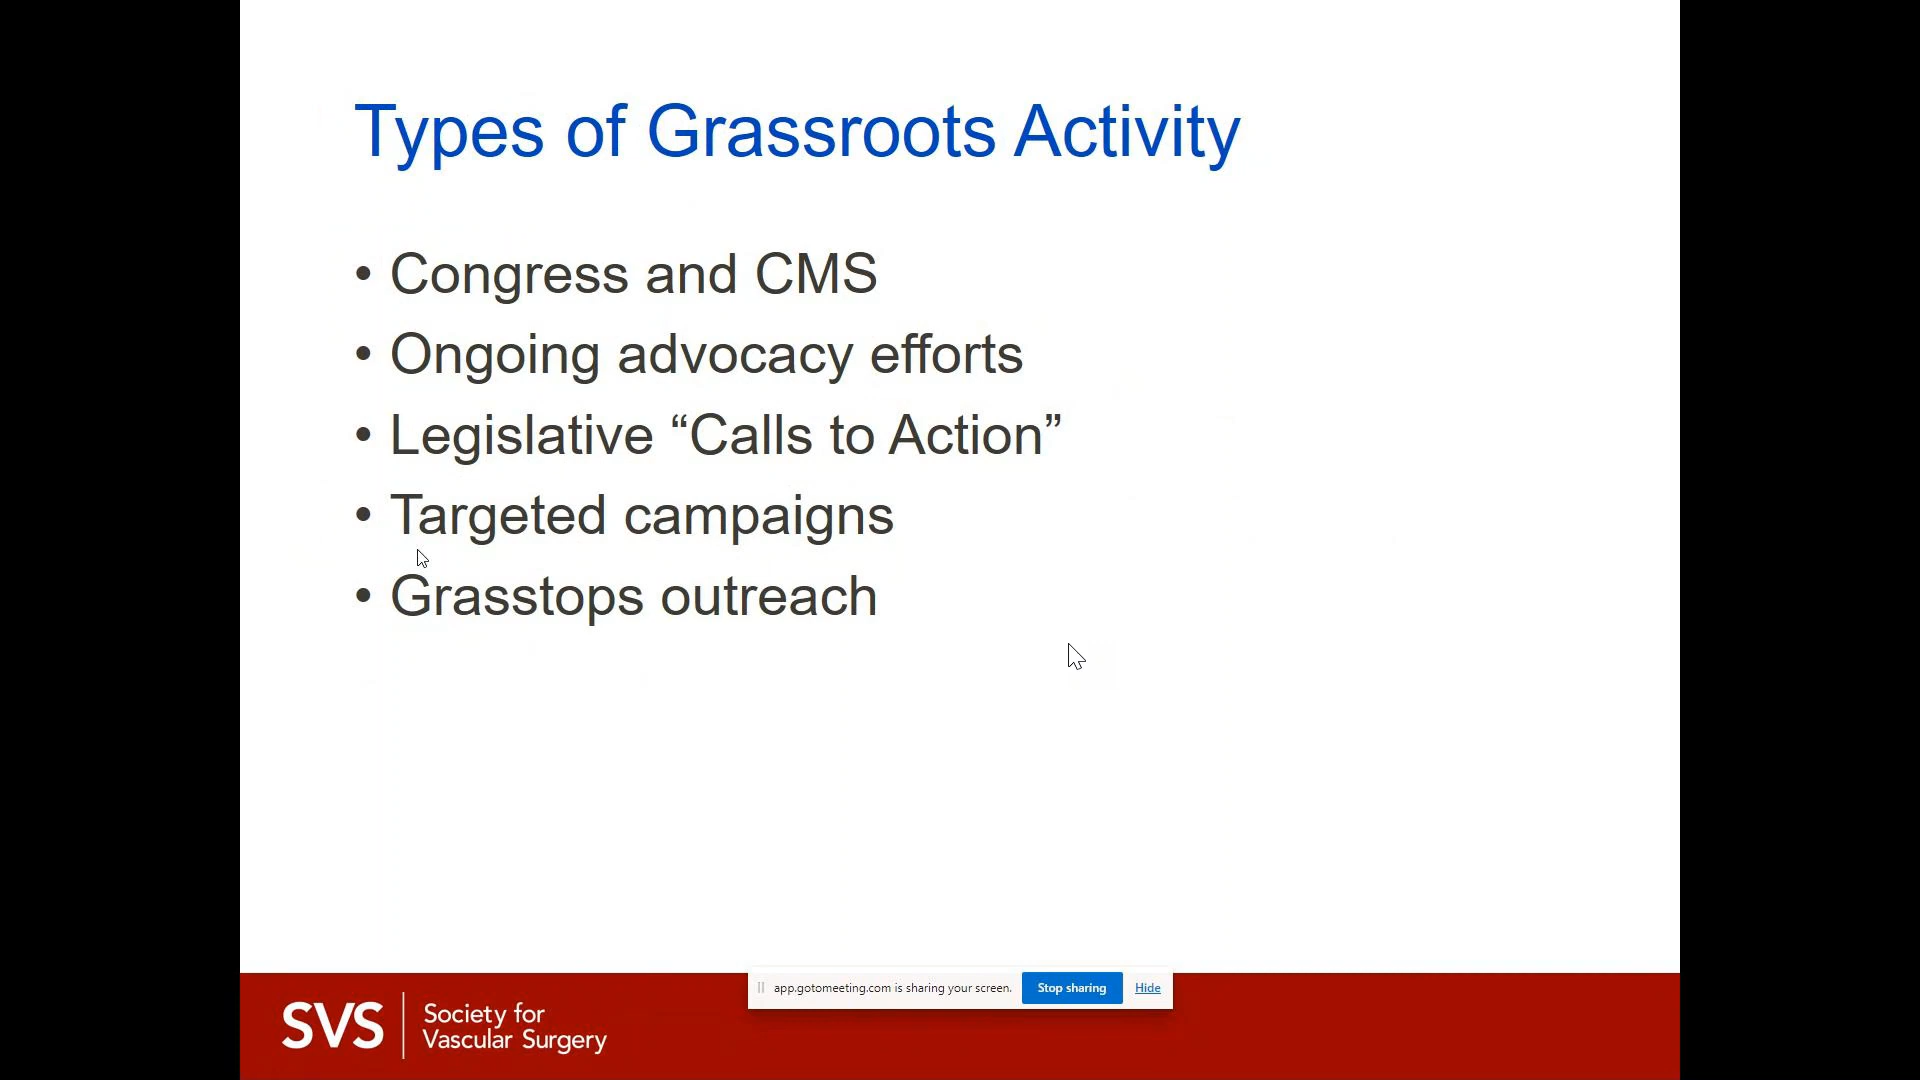 Types of Grassroots Activity
• Congress and CMS
• Ongoing advocacy efforts
• Legislative “Calls to Action”
• Targeted campaigns
• Grasstops outreach
app.gotomeeting.com is sharing your screen. Stop sharing Hide
SVS
Society for
Vascular Surgery